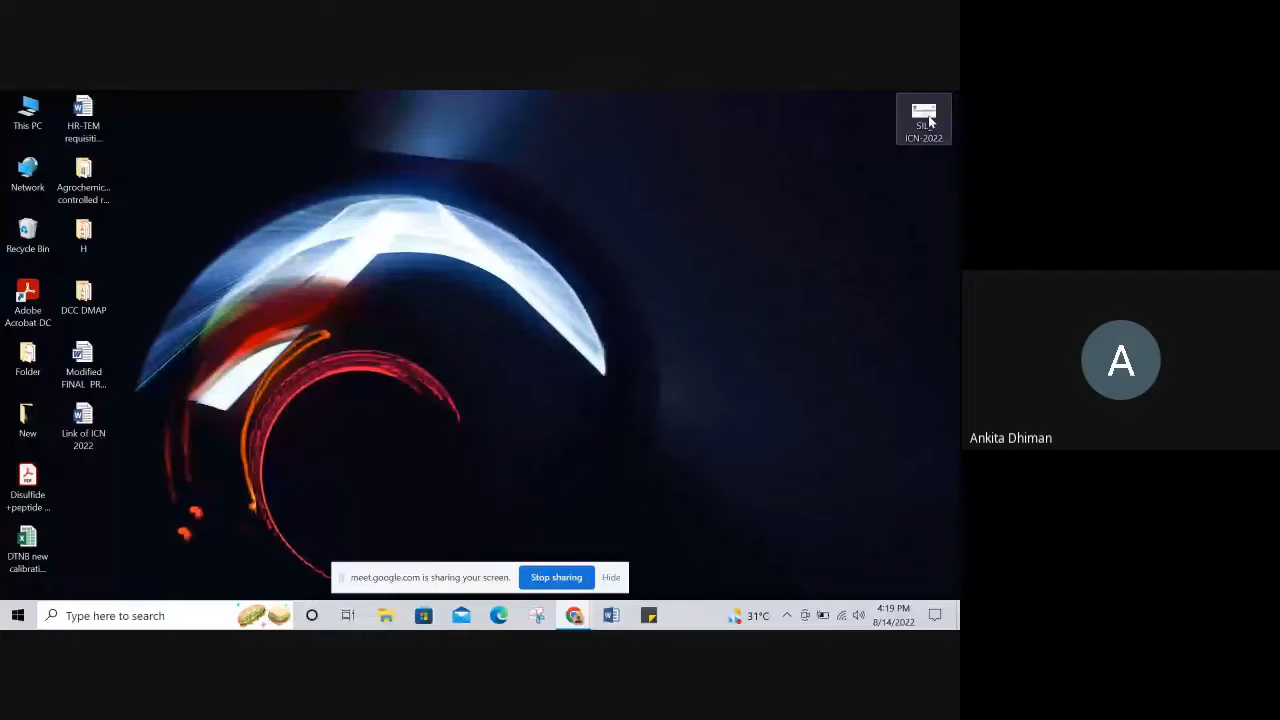 This PC
HR-TEM
requisiti...
Network
Agrochemic...
controlled r...
Recycle Bin
H
Adobe
Acrobat DC
DCC DMAP
Folder
Modified
FINAL PR...
New
Link of ICN
2022
Disulfide
+peptide ...
DTNB new
calibrati...
ICN-2022
meet.google.com is sharing your screen.
Stop sharing
Hide
Type here to search
31°C
4:19 PM
8/14/2022
A
Ankita Dhiman